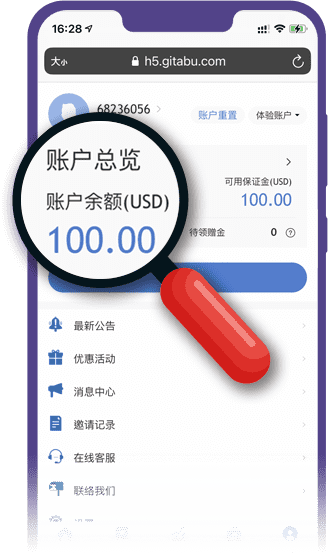 16:28
大小 h5.gitabu.com
68236056
账户重置 体验账户
账户总览
账户余额(USD)
100.00
可用保证金(USD)
100.00
待领赠金 0
最新公告
优惠活动
消息中心
邀请记录
在线客服
联络我们